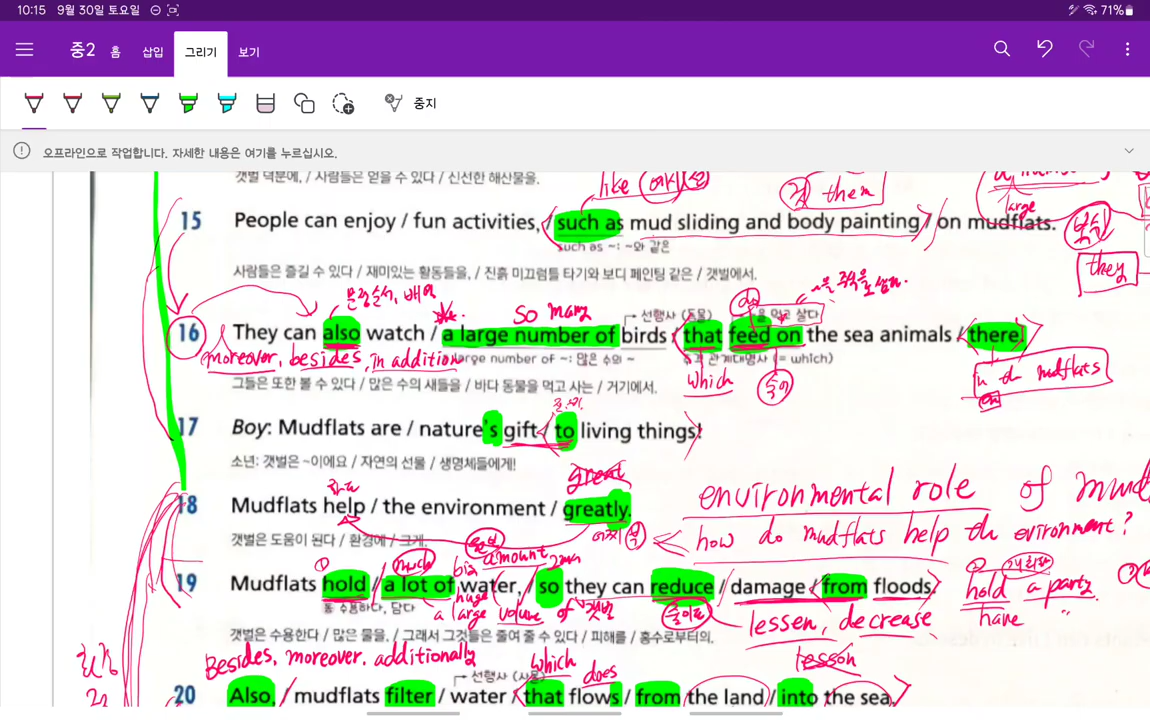 10:15 9월 30일 토요일 71%
중2 홈 삽입 그리기 보기
중지
오프라인으로 작업합니다. 자세한 내용은 여기를 누르십시오.
갯벌 덕분에, / 사람들은 얻을 수 있다 / 신선한 해산물을.
like
them
large
15 People can enjoy / fun activities, / such as mud sliding and body painting / on mudflats.
such as ~: ~와 같은
they
사람들은 즐길 수 있다 / 재미있는 활동들을, / 진흙 미끄럼틀 타기와 보디 페인팅 같은 / 갯벌에서.
so many 선행사 (동물) 을 먹고 살다
16 They can also watch / a large number of birds / that feed on the sea animals / there!
moreover, besides, in addition
large number of ~: 많은 수의 ~ 주격 관계대명사 (= which)
which
mudflats
그들은 또한 볼 수 있다 / 많은 수의 새들을 / 바다 동물을 먹고 사는 / 거기에서.
17 Boy: Mudflats are / nature's gift / to living things!
소년: 갯벌은 ~이에요 / 자연의 선물 / 생명체들에게!
great
environmental role of
18 Mudflats help / the environment / greatly.
how do mudflats help the evironment?
갯벌은 도움이 된다 / 환경에 / 크게.
much big amount
19 Mudflats hold / a lot of water, / so they can reduce / damage / from floods.
hold a party
have
통 수용하다, 담다
a large volume of
huge
lessen, decrease
갯벌은 수용한다 / 많은 물을, / 그래서 그것들은 줄여 줄 수 있다 / 피해를 / 홍수로부터의.
lesson
Besides, moreover, additionally
선행사 (사물)
which does
20 Also, / mudflats filter / water / that flows / from the land / into the sea.